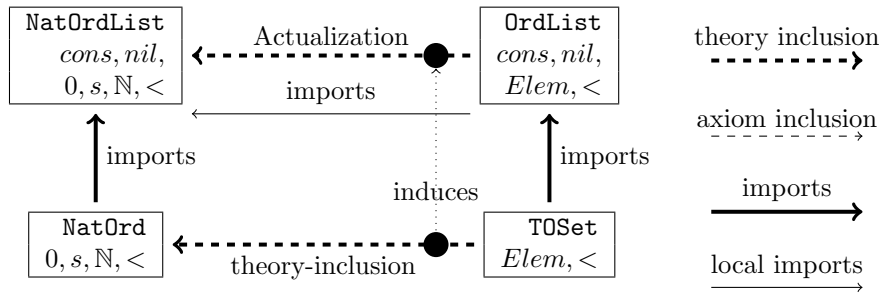 NatOrdList
cons, nil,
0, s, ℕ, <
Actualization
imports
OrdList
cons, nil,
Elem, <
theory inclusion
axiom inclusion
imports
imports
induces
imports
NatOrd
0, s, ℕ, <
theory-inclusion
TOSet
Elem, <
local imports